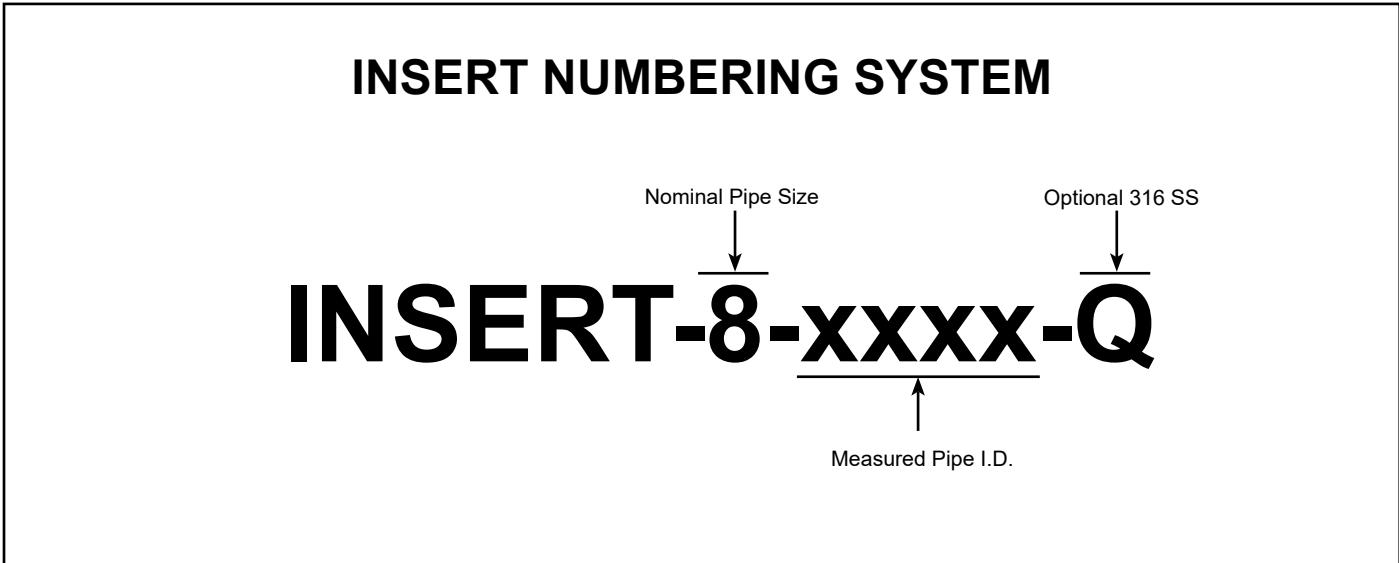 INSERT NUMBERING SYSTEM
Nominal Pipe Size
Optional 316 SS
INSERT-8-xxxx-Q
Measured Pipe I.D.